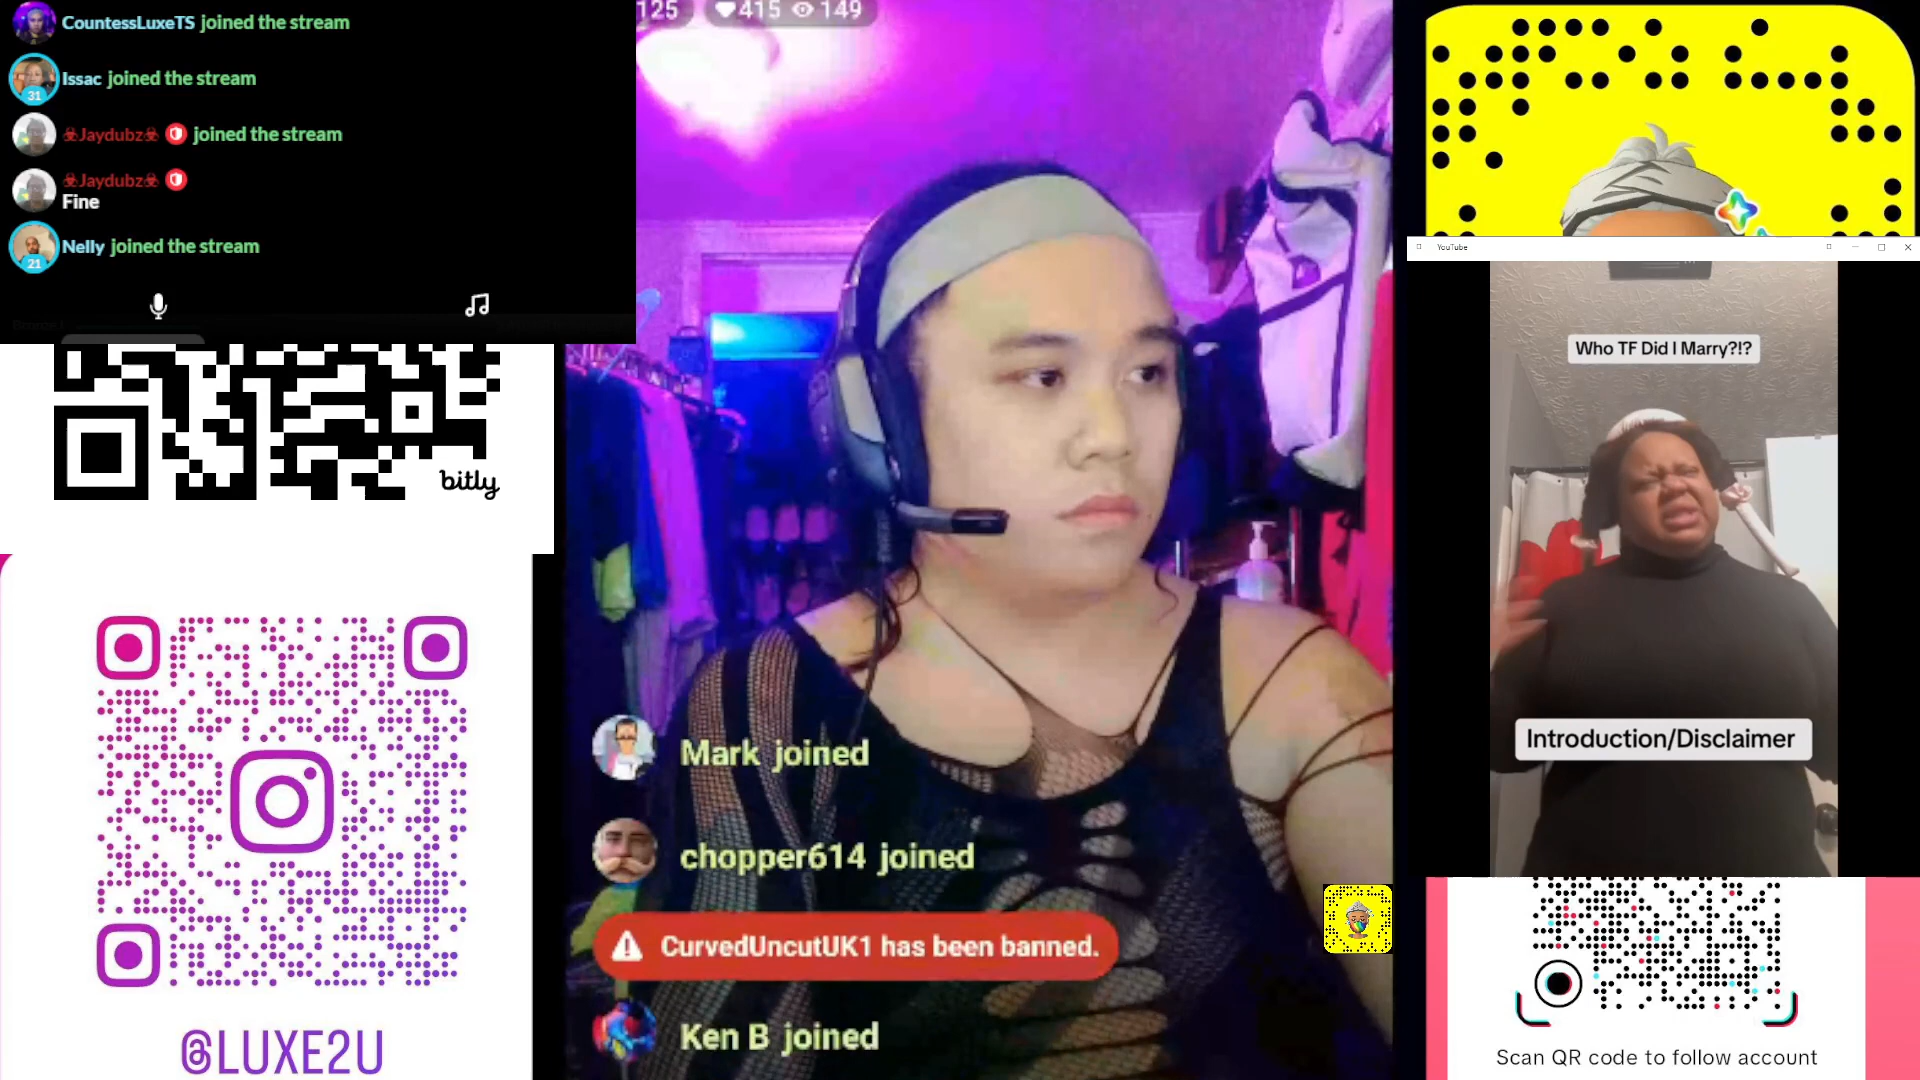 CountessLuxeTS joined the stream
Issac joined the stream
31
☣Jaydubz☣ joined the stream
☣Jaydubz☣
Fine
Nelly joined the stream
21
bitly
@LUXE2U
125 415 149
Mark joined
chopper614 joined
CurvedUncutUK1 has been banned.
Ken B joined
YouTube
Who TF Did I Marry?!?
Introduction/Disclaimer
Scan QR code to follow account